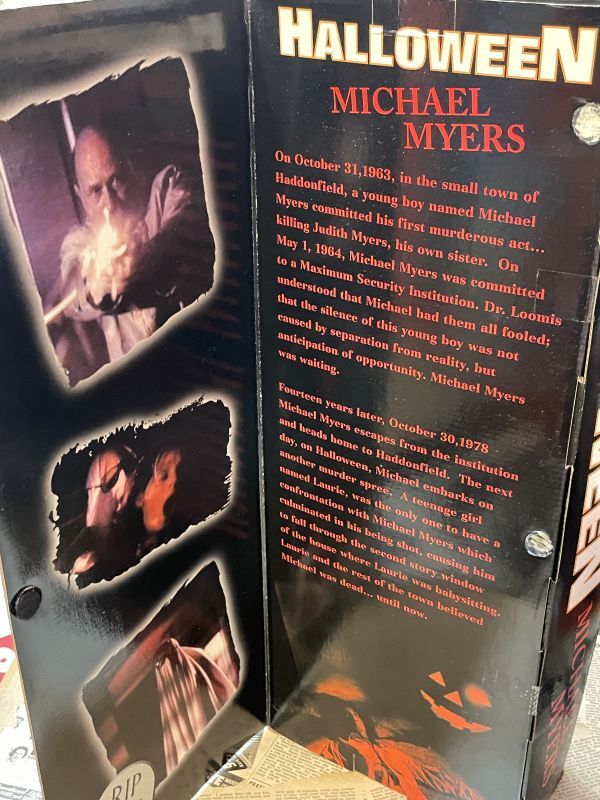 HALLOWEEN
MICHAEL
MYERS
On October 31,1963, in the small town of
Haddonfield, a young boy named Michael
Myers committed his first murderous act...
killing Judith Myers, his own sister. On
May 1, 1964, Michael Myers was committed
to a Maximum Security Institution. Dr. Loomis
understood that Michael had them all fooled;
that the silence of this young boy was not
caused by separation from reality, but
anticipation of opportunity. Michael Myers
was waiting.
Fourteen years later, October 30,1978
Michael Myers escapes from the institution
and heads home to Haddonfield. The next
day, on Halloween, Michael embarks on
another murder spree. A teenage girl
named Laurie, was the only one to have a
confrontation with Michael Myers which
culminated in his being shot, causing him
to fall through the second story window
of the house where Laurie was babysitting.
Laurie and the rest of the town believed
Michael was dead... until now.
RIP
EEN
MICHAEL MYERS